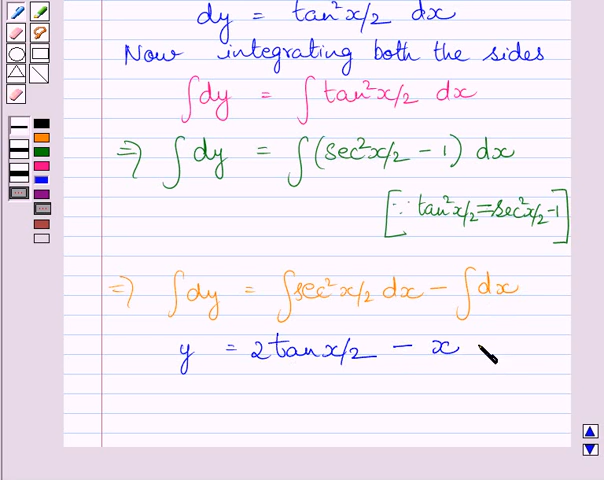 dy = tan²x/2 dx
Now integrating both the sides
∫dy = ∫tan²x/2 dx
⇒ ∫dy = ∫(sec²x/2 - 1) dx
[∵ tan²x/2 = sec²x/2 - 1]
⇒ ∫dy = ∫sec²x/2 dx - ∫dx
y = 2tanx/2 - x